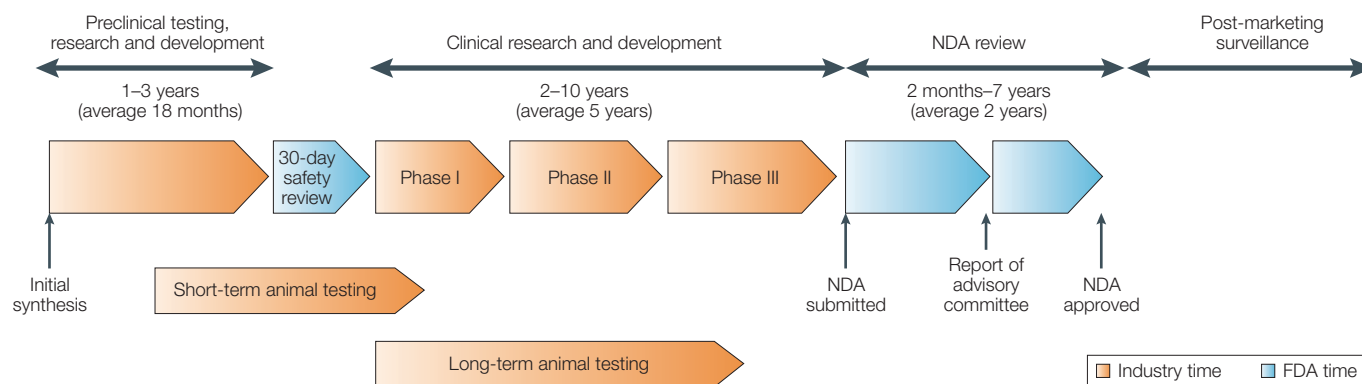 Preclinical testing,
research and development
Clinical research and development
NDA review
Post-marketing
surveillance
1–3 years
(average 18 months)
2–10 years
(average 5 years)
2 months–7 years
(average 2 years)
30-day
safety
review
Phase I
Phase II
Phase III
Initial
synthesis
Short-term animal testing
NDA
submitted
Report of
advisory
committee
NDA
approved
Long-term animal testing
Industry time
FDA time